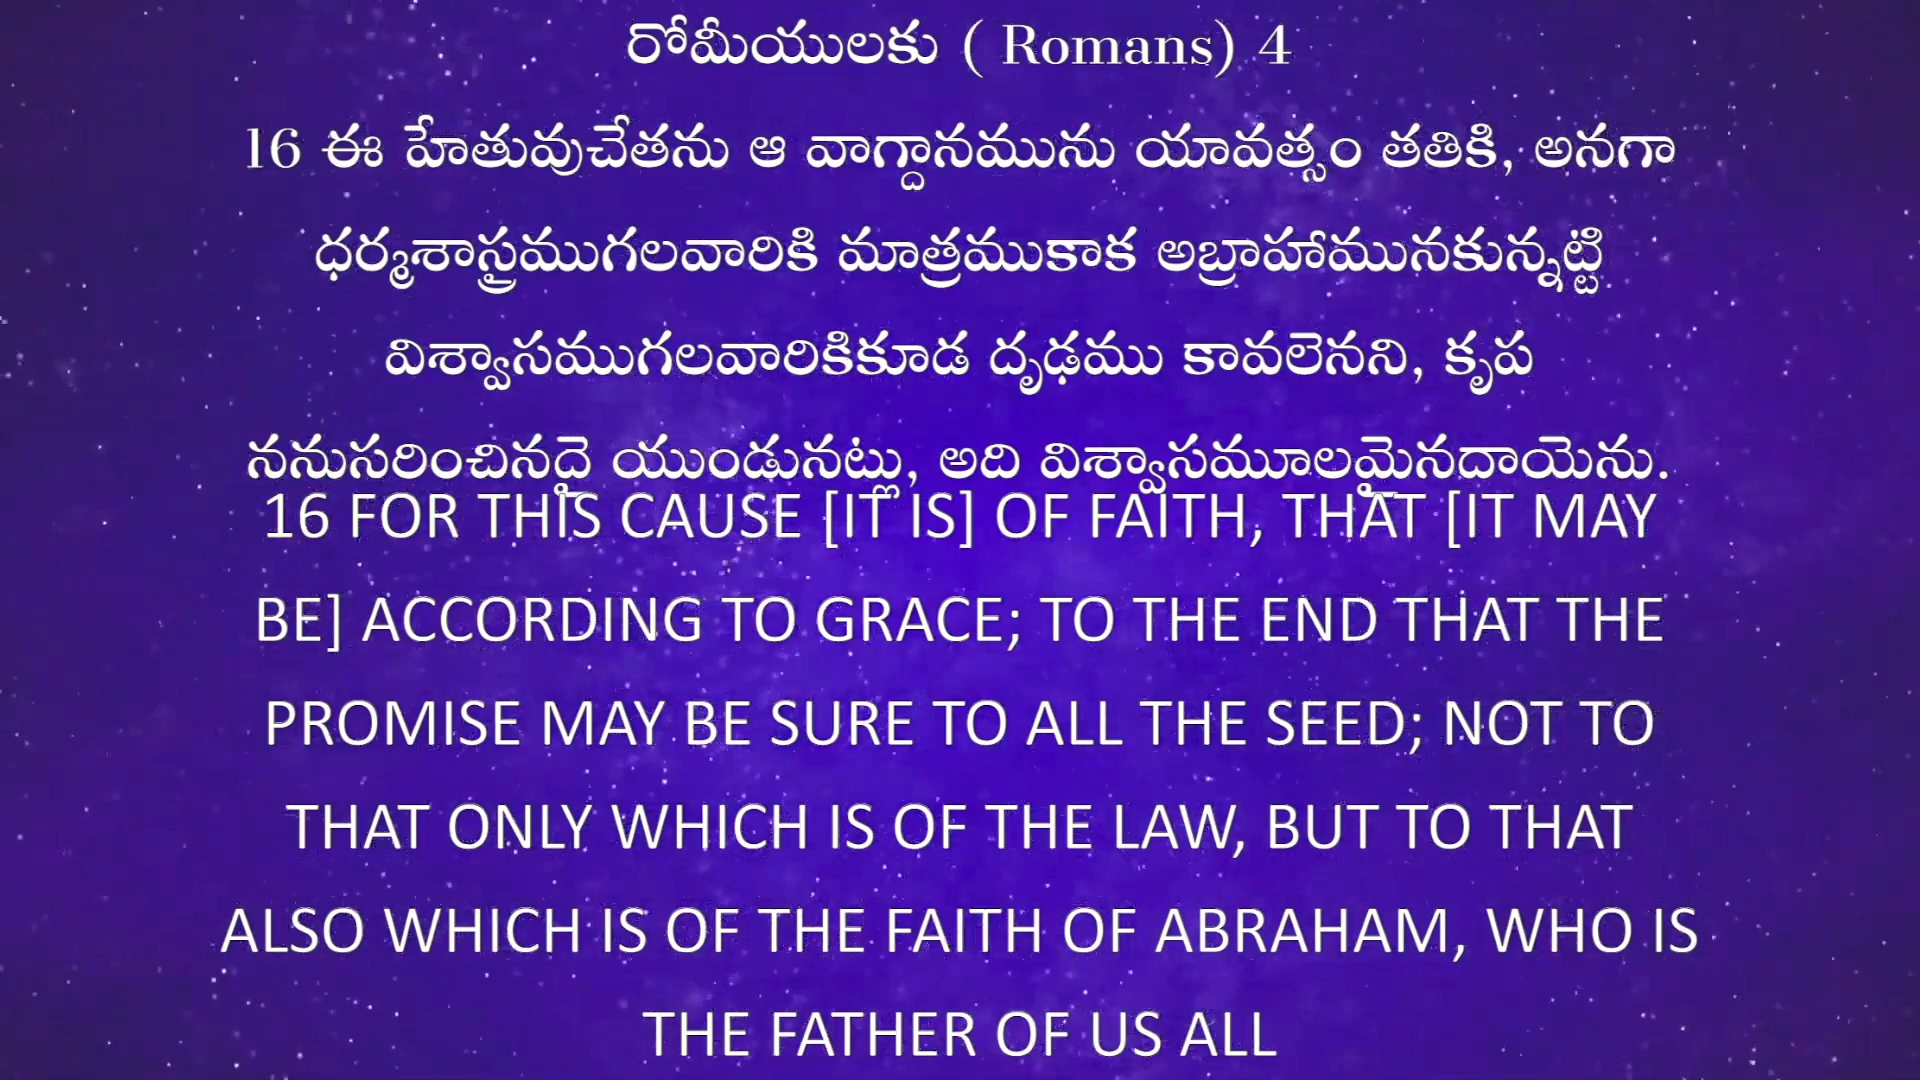 రోమీయులకు ( Romans) 4
16 ఈ హేతువుచేతను ఆ వాగ్దానమును యావత్సం తతికి, అనగా
ధర్మశాస్త్రముగలవారికి మాత్రముకాక అబ్రాహామునకున్నట్టి
విశ్వాసముగలవారికికూడ దృఢము కావలెనని, కృప
ననుసరించినదై యుండునట్లు, అది విశ్వాసమూలమైనదాయెను.
16 FOR THIS CAUSE [IT IS] OF FAITH, THAT [IT MAY
BE] ACCORDING TO GRACE; TO THE END THAT THE
PROMISE MAY BE SURE TO ALL THE SEED; NOT TO
THAT ONLY WHICH IS OF THE LAW, BUT TO THAT
ALSO WHICH IS OF THE FAITH OF ABRAHAM, WHO IS
THE FATHER OF US ALL